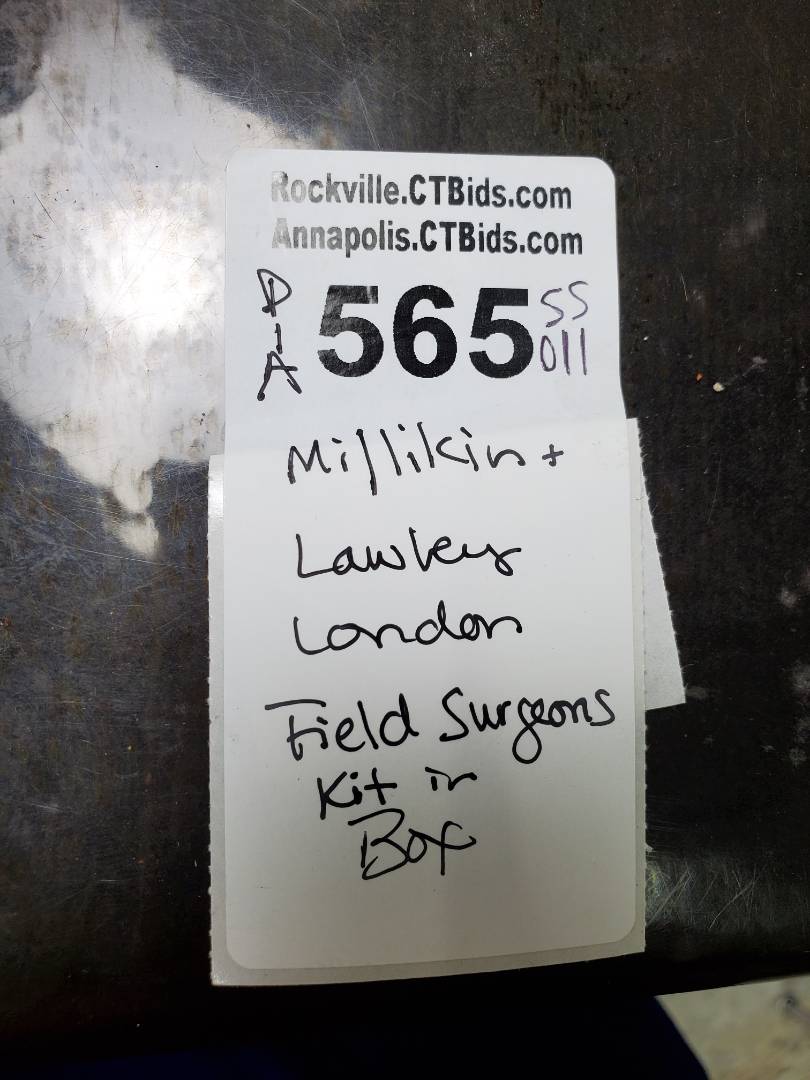 Rockville.CTBids.com
Annapolis.CTBids.com
D-A 565 SS 011
Millikin +
Lawley
London
Field Surgeons
Kit in
Box